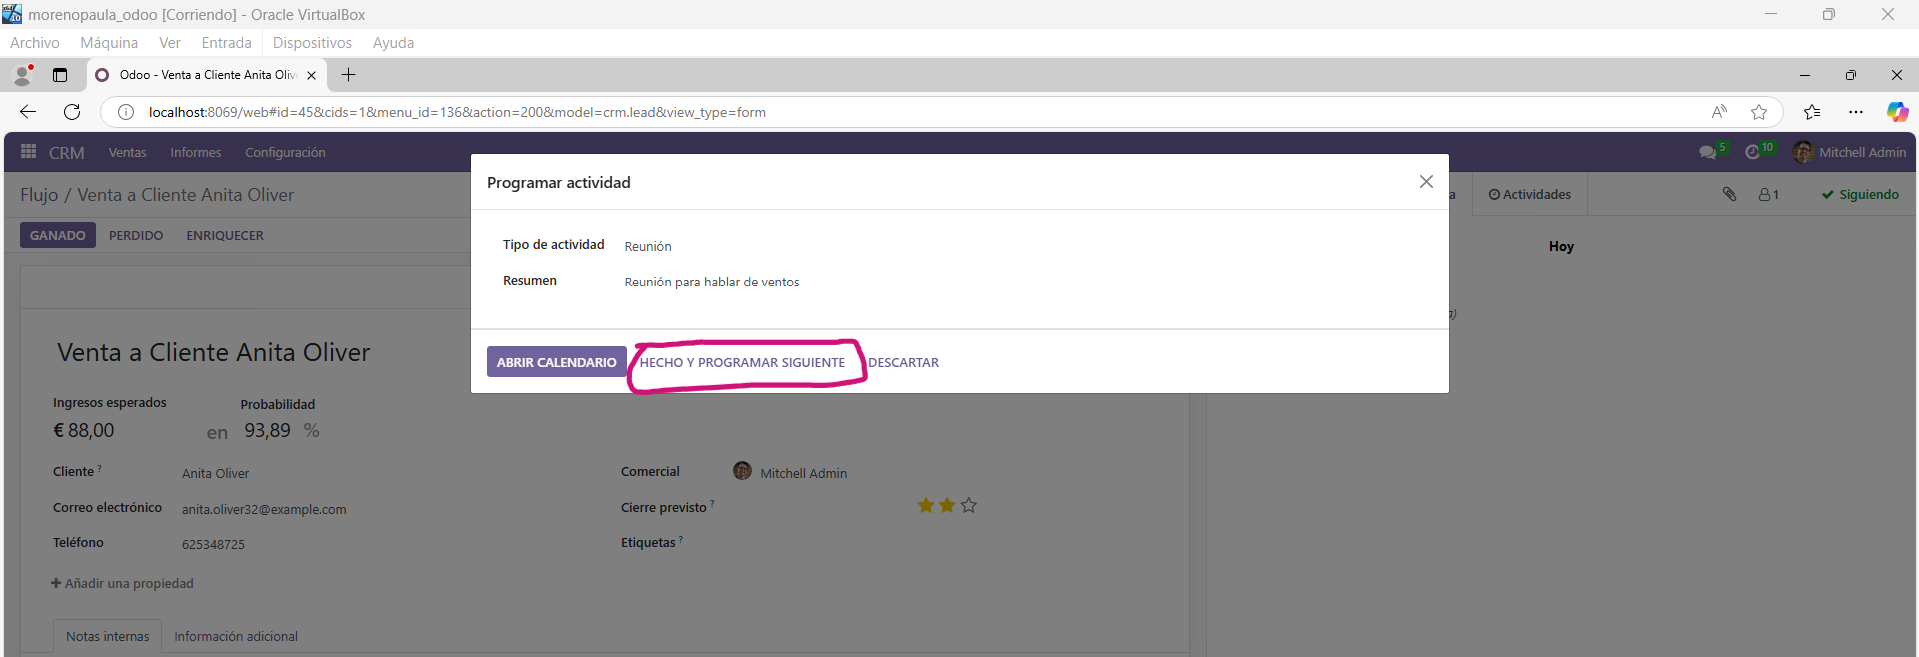 morenopaula_odoo [Corriendo] - Oracle VirtualBox
Archivo Máquina Ver Entrada Dispositivos Ayuda
Odoo - Venta a Cliente Anita Oliv
localhost:8069/web#id=45&cids=1&menu_id=136&action=200&model=crm.lead&view_type=form
CRM Ventas Informes Configuración 5 10 Mitchell Admin
Flujo / Venta a Cliente Anita Oliver
a Actividades 1 Siguiendo
GANADO PERDIDO ENRIQUECER
Hoy
Programar actividad
Tipo de actividad Reunión
Resumen Reunión para hablar de ventos
ABRIR CALENDARIO HECHO Y PROGRAMAR SIGUIENTE DESCARTAR
Venta a Cliente Anita Oliver
Ingresos esperados Probabilidad
€ 88,00 en 93,89 %
Cliente ? Anita Oliver Comercial Mitchell Admin
Correo electrónico anita.oliver32@example.com Cierre previsto ?
Teléfono 625348725 Etiquetas ?
+ Añadir una propiedad
Notas internas Información adicional